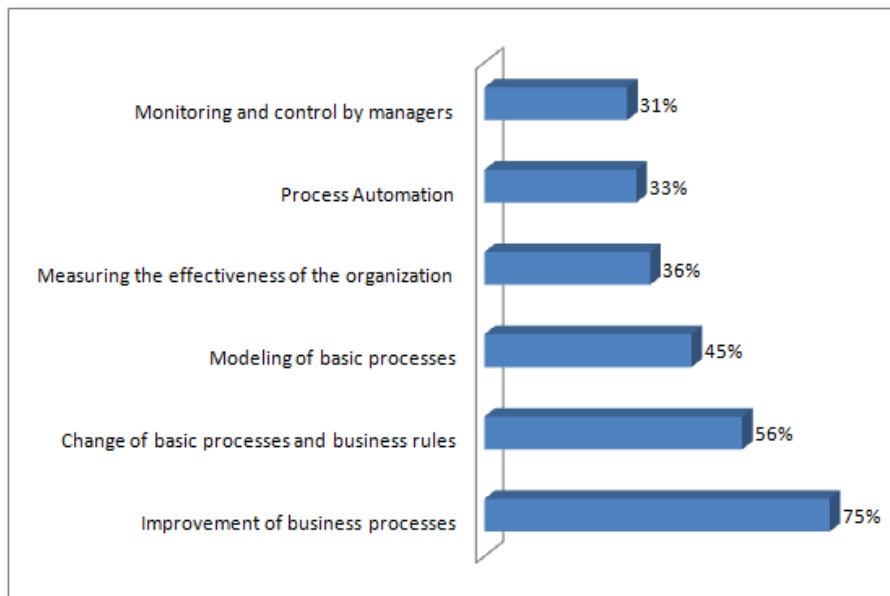 Monitoring and control by managers 31%
Process Automation 33%
Measuring the effectiveness of the organization 36%
Modeling of basic processes 45%
Change of basic processes and business rules 56%
Improvement of business processes 75%